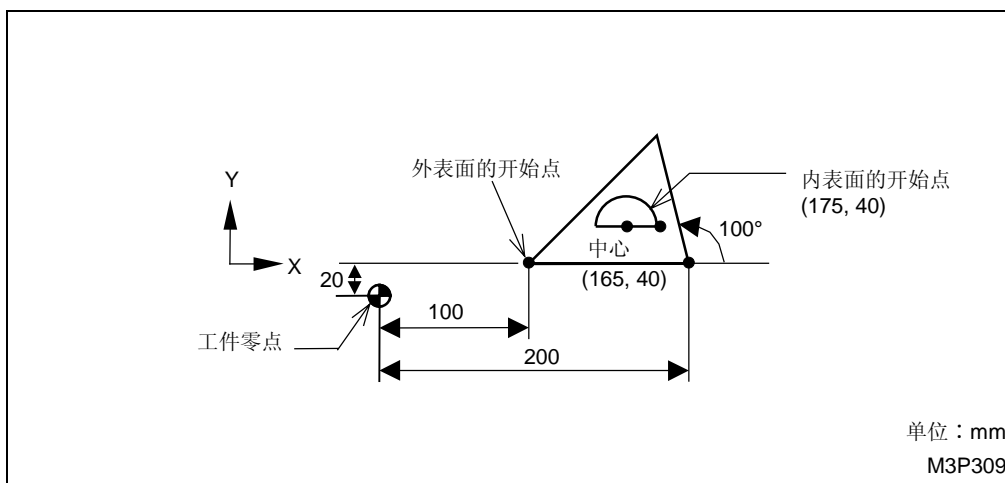 外表面的开始点
内表面的开始点
(175, 40)
Y
X
100°
中心
(165, 40)
20
100
工件零点
200
单位：mm
M3P309